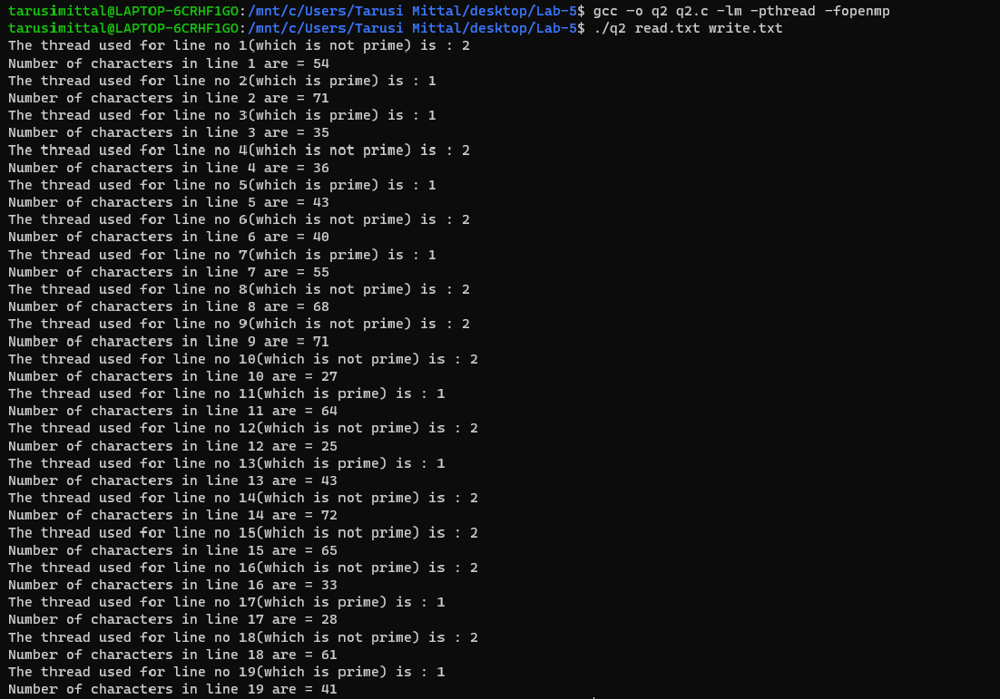 tarusimittal@LAPTOP-6CRHF1GO:/mnt/c/Users/Tarusi Mittal/desktop/Lab-5$ gcc -o q2 q2.c -lm -pthread -fopenmp
tarusimittal@LAPTOP-6CRHF1GO:/mnt/c/Users/Tarusi Mittal/desktop/Lab-5$ ./q2 read.txt write.txt
The thread used for line no 1(which is not prime) is : 2
Number of characters in line 1 are = 54
The thread used for line no 2(which is prime) is : 1
Number of characters in line 2 are = 71
The thread used for line no 3(which is prime) is : 1
Number of characters in line 3 are = 35
The thread used for line no 4(which is not prime) is : 2
Number of characters in line 4 are = 36
The thread used for line no 5(which is prime) is : 1
Number of characters in line 5 are = 43
The thread used for line no 6(which is not prime) is : 2
Number of characters in line 6 are = 40
The thread used for line no 7(which is prime) is : 1
Number of characters in line 7 are = 55
The thread used for line no 8(which is not prime) is : 2
Number of characters in line 8 are = 68
The thread used for line no 9(which is not prime) is : 2
Number of characters in line 9 are = 71
The thread used for line no 10(which is not prime) is : 2
Number of characters in line 10 are = 27
The thread used for line no 11(which is prime) is : 1
Number of characters in line 11 are = 64
The thread used for line no 12(which is not prime) is : 2
Number of characters in line 12 are = 25
The thread used for line no 13(which is prime) is : 1
Number of characters in line 13 are = 43
The thread used for line no 14(which is not prime) is : 2
Number of characters in line 14 are = 72
The thread used for line no 15(which is not prime) is : 2
Number of characters in line 15 are = 65
The thread used for line no 16(which is not prime) is : 2
Number of characters in line 16 are = 33
The thread used for line no 17(which is prime) is : 1
Number of characters in line 17 are = 28
The thread used for line no 18(which is not prime) is : 2
Number of characters in line 18 are = 61
The thread used for line no 19(which is prime) is : 1
Number of characters in line 19 are = 41